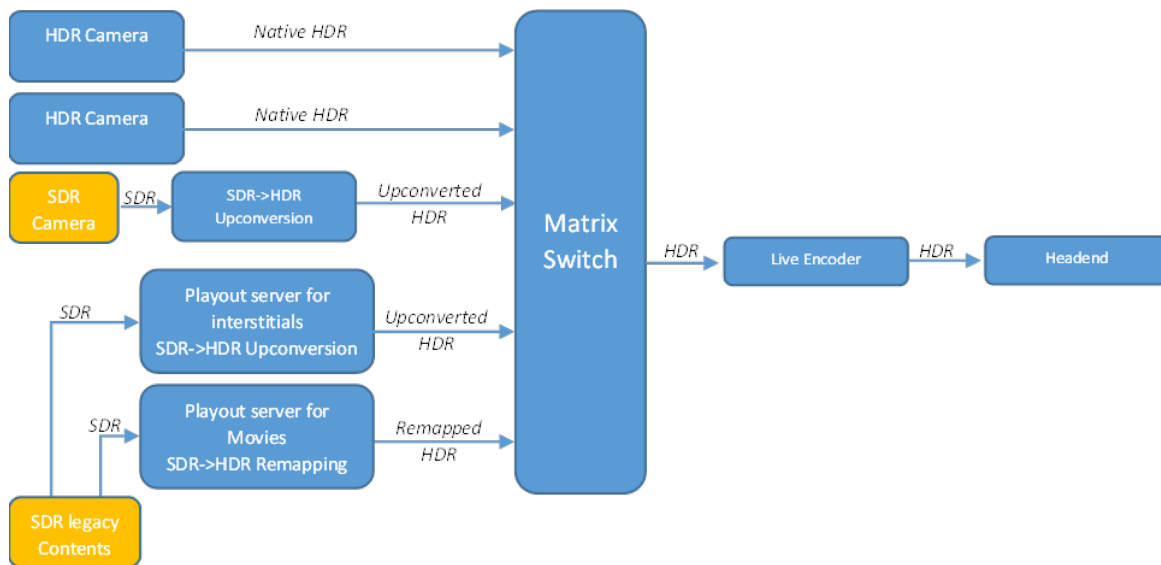 HDR Camera
Native HDR
HDR Camera
Native HDR
SDR
Camera
SDR
SDR->HDR
Upconversion
Upconverted
HDR
Matrix
Switch
HDR
Live Encoder
HDR
Headend
SDR
Playout server for
interstitials
SDR->HDR Upconversion
Upconverted
HDR
SDR
Playout server for
Movies
SDR->HDR Remapping
Remapped
HDR
SDR legacy
Contents